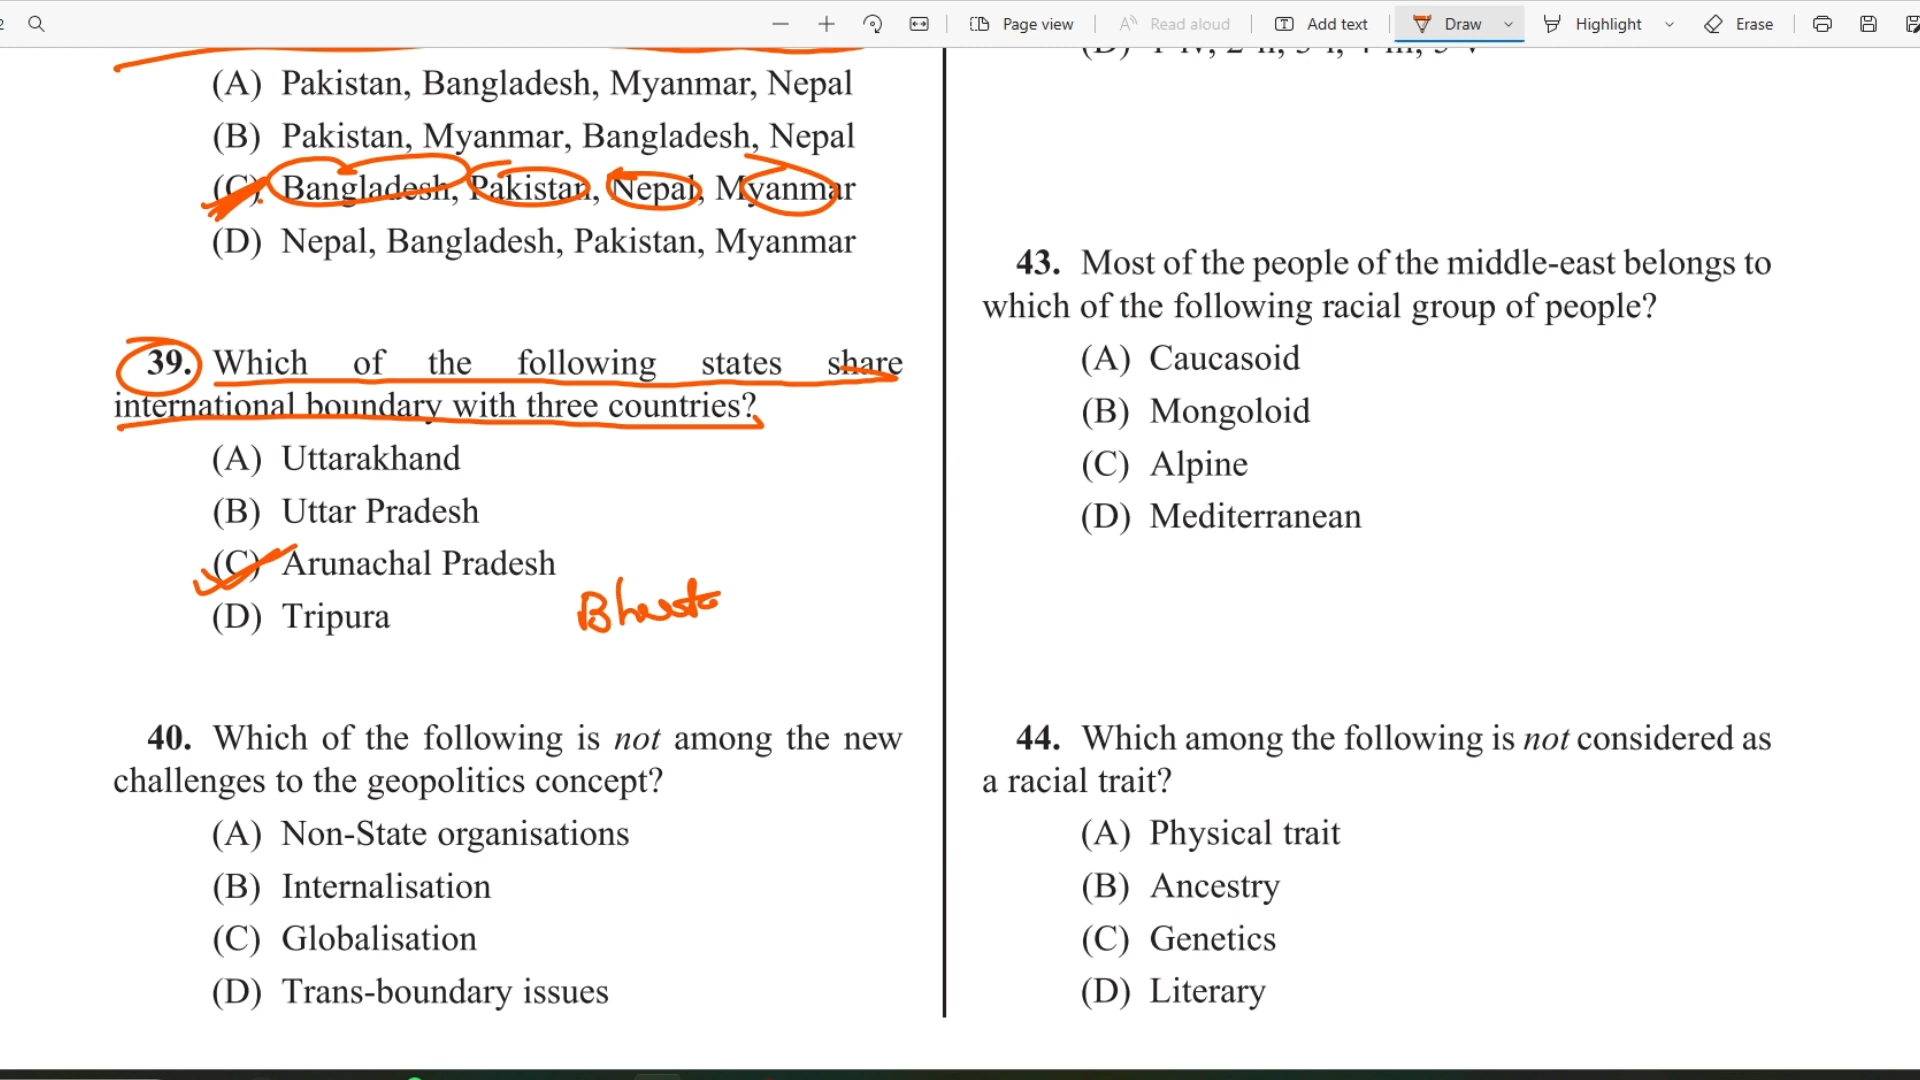 2
Page view
Read aloud
Add text
Draw
Highlight
Erase
(A) Pakistan, Bangladesh, Myanmar, Nepal
(B) Pakistan, Myanmar, Bangladesh, Nepal
(C) Bangladesh, Pakistan, Nepal, Myanmar
(D) Nepal, Bangladesh, Pakistan, Myanmar
39. Which of the following states share
international boundary with three countries?
(A) Uttarakhand
(B) Uttar Pradesh
(C) Arunachal Pradesh
(D) Tripura
40. Which of the following is not among the new
challenges to the geopolitics concept?
(A) Non-State organisations
(B) Internalisation
(C) Globalisation
(D) Trans-boundary issues
43. Most of the people of the middle-east belongs to
which of the following racial group of people?
(A) Caucasoid
(B) Mongoloid
(C) Alpine
(D) Mediterranean
44. Which among the following is not considered as
a racial trait?
(A) Physical trait
(B) Ancestry
(C) Genetics
(D) Literary